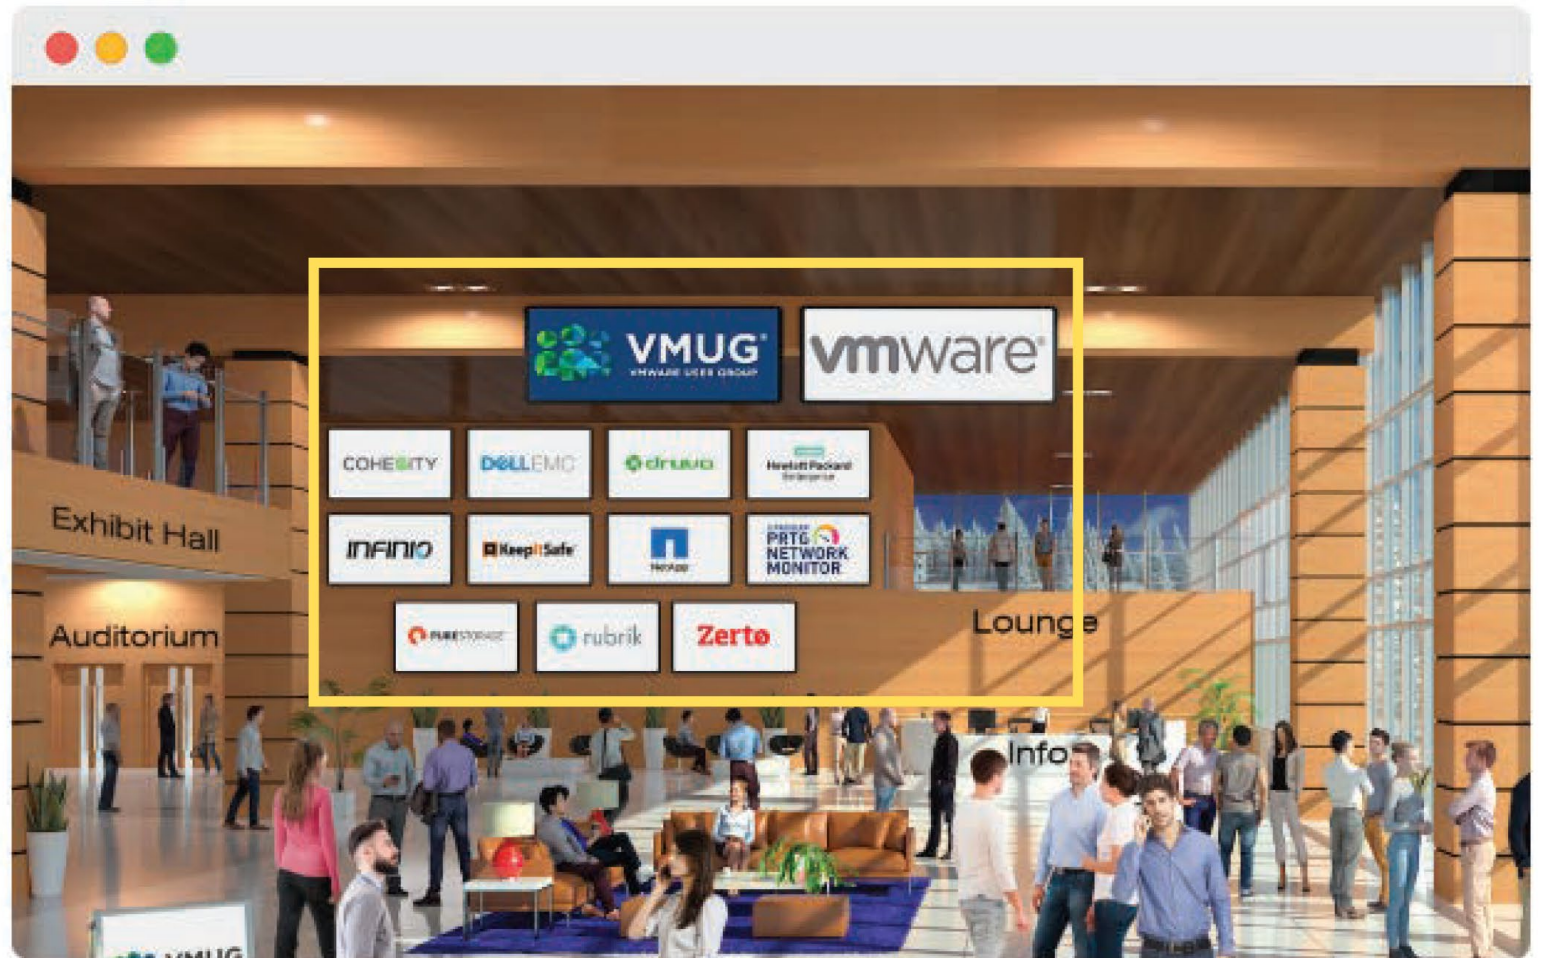 VMUG®
VMWARE USER GROUP
vmware®
COHESITY
DELLEMC
druva
Hewlett Packard
Enterprise
INFINIO
KeepItSafe
NetApp
PRTG
NETWORK
MONITOR
PURESTORAGE
rubrik
Zerto
Exhibit Hall
Auditorium
Lounge
Info
VMUG